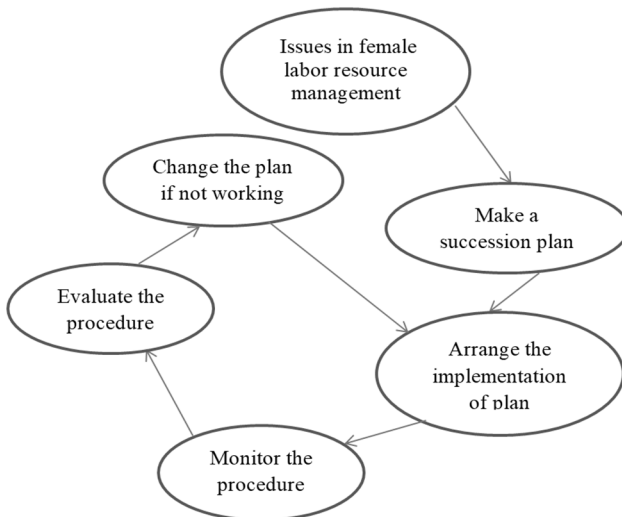 Issues in female
labor resource
management
Change the plan
if not working
Make a
succession plan
Evaluate the
procedure
Arrange the
implementation
of plan
Monitor the
procedure